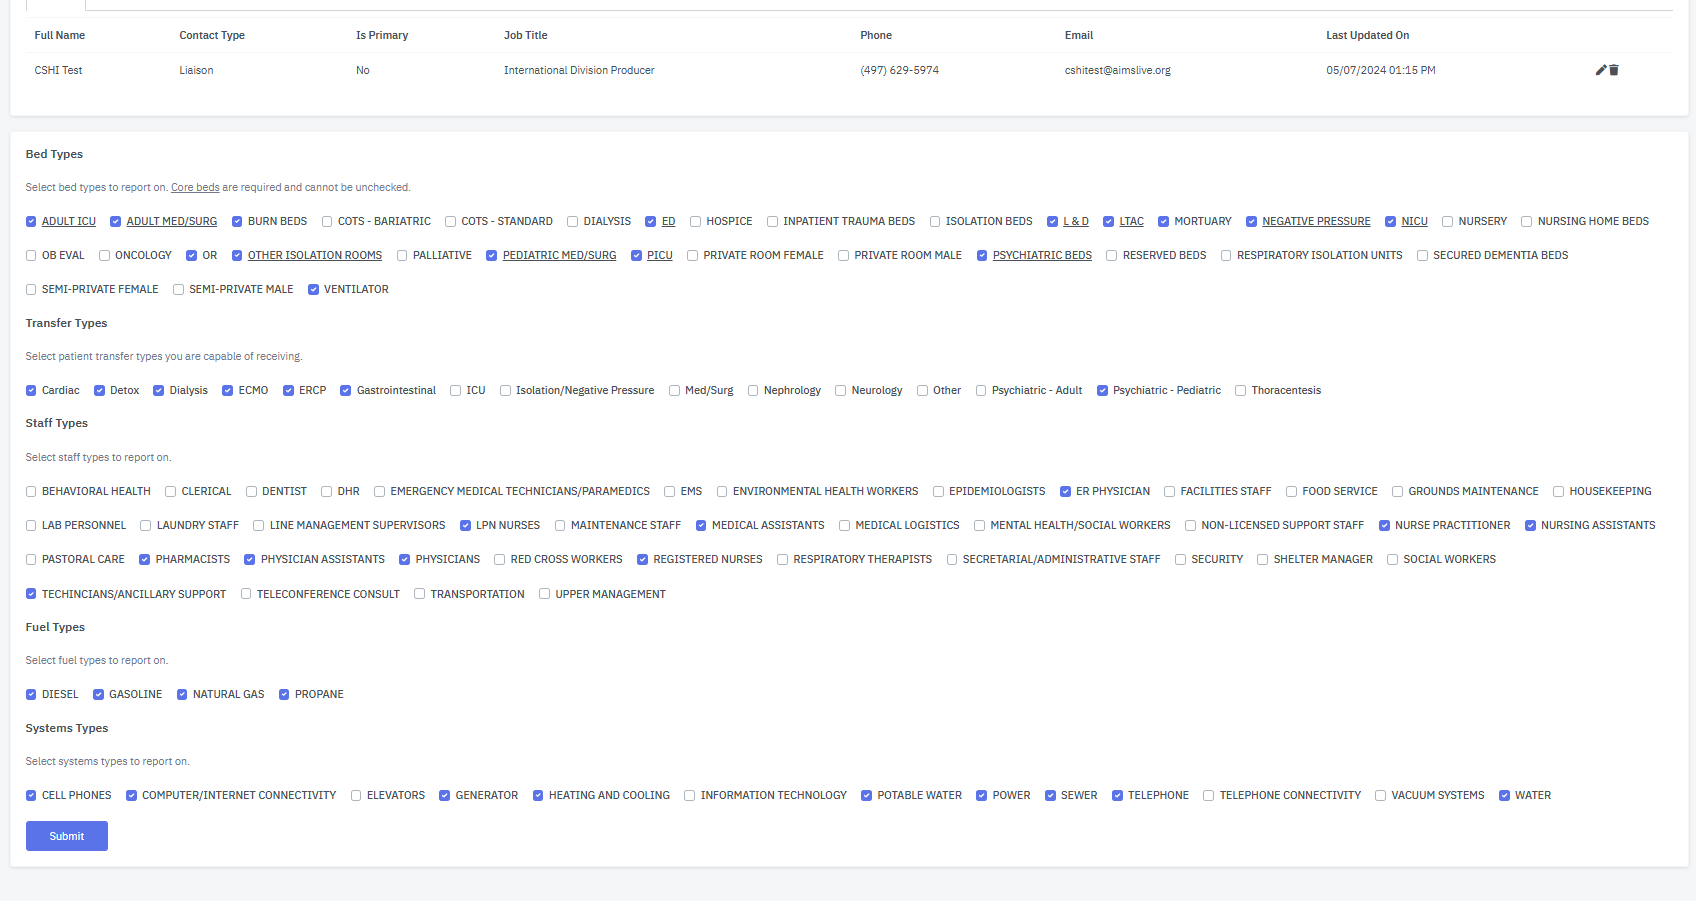 Full Name Contact Type Is Primary Job Title Phone Email Last Updated On
CSHI Test Liaison No International Division Producer (497) 629-5974 cshitest@aimslive.org 05/07/2024 01:15 PM
Bed Types
Select bed types to report on. Core beds are required and cannot be unchecked.
ADULT ICU ADULT MED/SURG BURN BEDS COTS - BARIATRIC COTS - STANDARD DIALYSIS ED HOSPICE INPATIENT TRAUMA BEDS ISOLATION BEDS L & D LTAC MORTUARY NEGATIVE PRESSURE NICU NURSERY NURSING HOME BEDS
OB EVAL ONCOLOGY OR OTHER ISOLATION ROOMS PALLIATIVE PEDIATRIC MED/SURG PICU PRIVATE ROOM FEMALE PRIVATE ROOM MALE PSYCHIATRIC BEDS RESERVED BEDS RESPIRATORY ISOLATION UNITS SECURED DEMENTIA BEDS
SEMI-PRIVATE FEMALE SEMI-PRIVATE MALE VENTILATOR
Transfer Types
Select patient transfer types you are capable of receiving.
Cardiac Detox Dialysis ECMO ERCP Gastrointestinal ICU Isolation/Negative Pressure Med/Surg Nephrology Neurology Other Psychiatric - Adult Psychiatric - Pediatric Thoracentesis
Staff Types
Select staff types to report on.
BEHAVIORAL HEALTH CLERICAL DENTIST DHR EMERGENCY MEDICAL TECHNICIANS/PARAMEDICS EMS ENVIRONMENTAL HEALTH WORKERS EPIDEMIOLOGISTS ER PHYSICIAN FACILITIES STAFF FOOD SERVICE GROUNDS MAINTENANCE HOUSEKEEPING
LAB PERSONNEL LAUNDRY STAFF LINE MANAGEMENT SUPERVISORS LPN NURSES MAINTENANCE STAFF MEDICAL ASSISTANTS MEDICAL LOGISTICS MENTAL HEALTH/SOCIAL WORKERS NON-LICENSED SUPPORT STAFF NURSE PRACTITIONER NURSING ASSISTANTS
PASTORAL CARE PHARMACISTS PHYSICIAN ASSISTANTS PHYSICIANS RED CROSS WORKERS REGISTERED NURSES RESPIRATORY THERAPISTS SECRETARIAL/ADMINISTRATIVE STAFF SECURITY SHELTER MANAGER SOCIAL WORKERS
TECHINCIANS/ANCILLARY SUPPORT TELECONFERENCE CONSULT TRANSPORTATION UPPER MANAGEMENT
Fuel Types
Select fuel types to report on.
DIESEL GASOLINE NATURAL GAS PROPANE
Systems Types
Select systems types to report on.
CELL PHONES COMPUTER/INTERNET CONNECTIVITY ELEVATORS GENERATOR HEATING AND COOLING INFORMATION TECHNOLOGY POTABLE WATER POWER SEWER TELEPHONE TELEPHONE CONNECTIVITY VACUUM SYSTEMS WATER
Submit